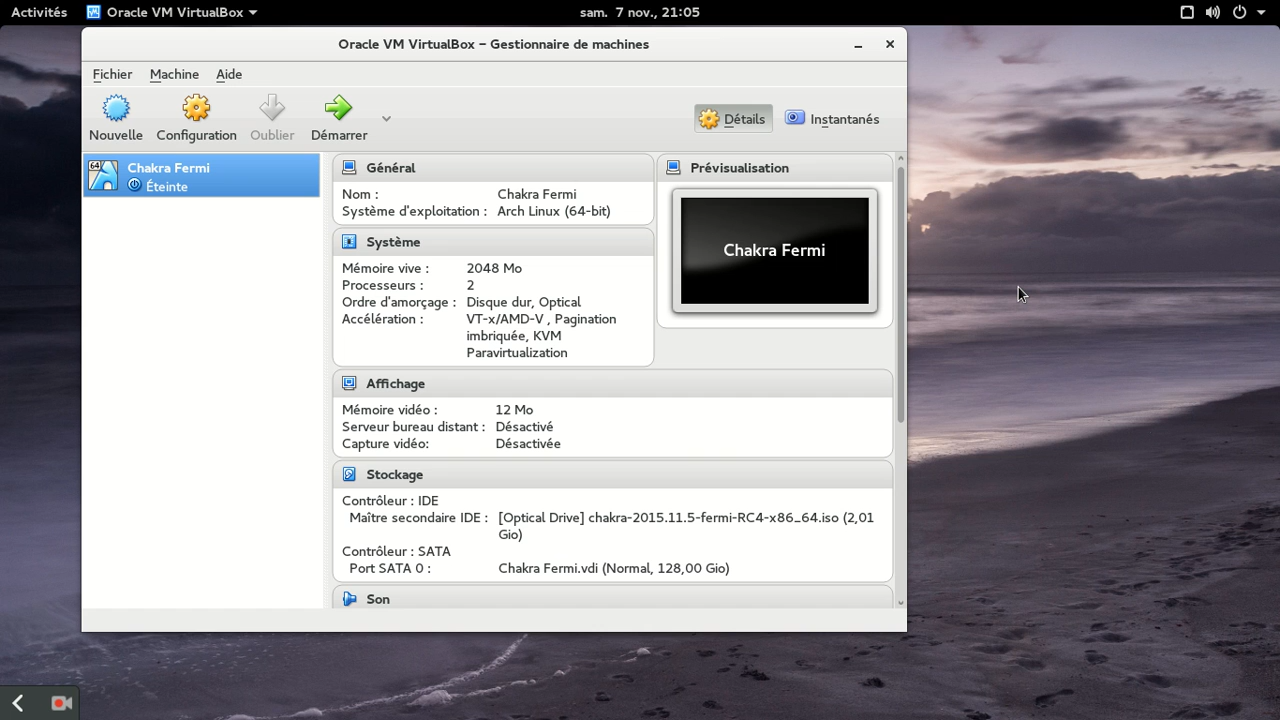 Activités
Oracle VM VirtualBox
sam. 7 nov., 21:05
Oracle VM VirtualBox – Gestionnaire de machines
Fichier Machine Aide
Nouvelle
Configuration
Oublier
Démarrer
Détails
Instantanés
64
Chakra Fermi
Éteinte
Général
Nom : Chakra Fermi
Système d'exploitation : Arch Linux (64-bit)
Système
Mémoire vive : 2048 Mo
Processeurs : 2
Ordre d'amorçage : Disque dur, Optical
Accélération : VT-x/AMD-V , Pagination
imbriquée, KVM
Paravirtualization
Prévisualisation
Chakra Fermi
Affichage
Mémoire vidéo : 12 Mo
Serveur bureau distant : Désactivé
Capture vidéo: Désactivée
Stockage
Contrôleur : IDE
Maître secondaire IDE : [Optical Drive] chakra-2015.11.5-fermi-RC4-x86_64.iso (2,01
Gio)
Contrôleur : SATA
Port SATA 0 : Chakra Fermi.vdi (Normal, 128,00 Gio)
Son